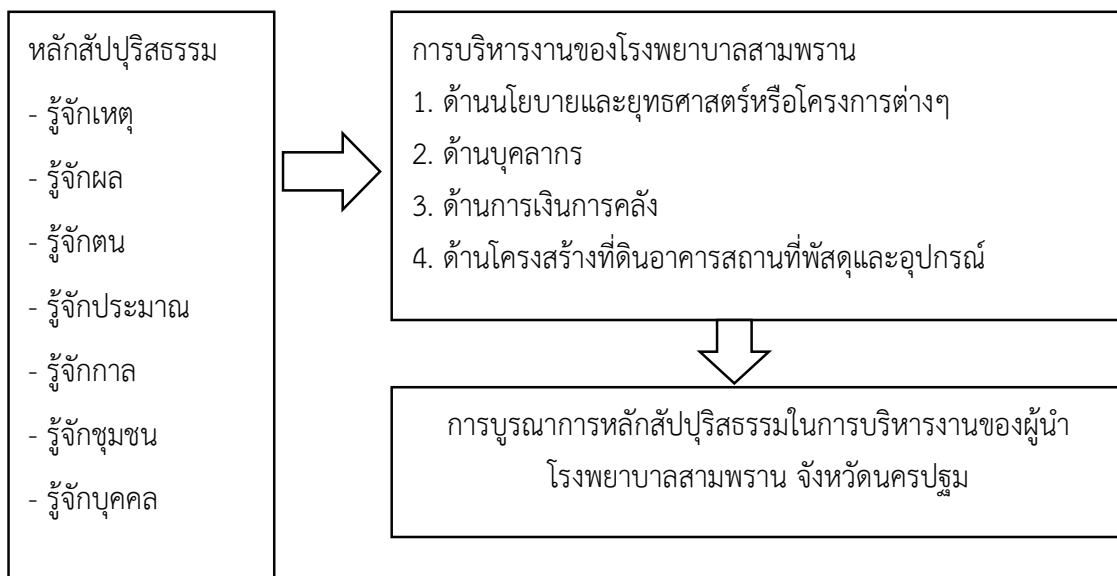 หลักสัปปุริสธรรม
- รู้จักเหตุ
- รู้จักผล
- รู้จักตน
- รู้จักประมาณ
- รู้จักกาล
- รู้จักชุมชน
- รู้จักบุคคล
การบริหารงานของโรงพยาบาลสามพราน
1. ด้านนโยบายและยุทธศาสตร์หรือโครงการต่างๆ
2. ด้านบุคลากร
3. ด้านการเงินการคลัง
4. ด้านโครงสร้างที่ดินอาคารสถานที่พัสดุและอุปกรณ์
การบูรณาการหลักสัปปุริสธรรมในการบริหารงานของผู้นำ
โรงพยาบาลสามพราน จังหวัดนครปฐม